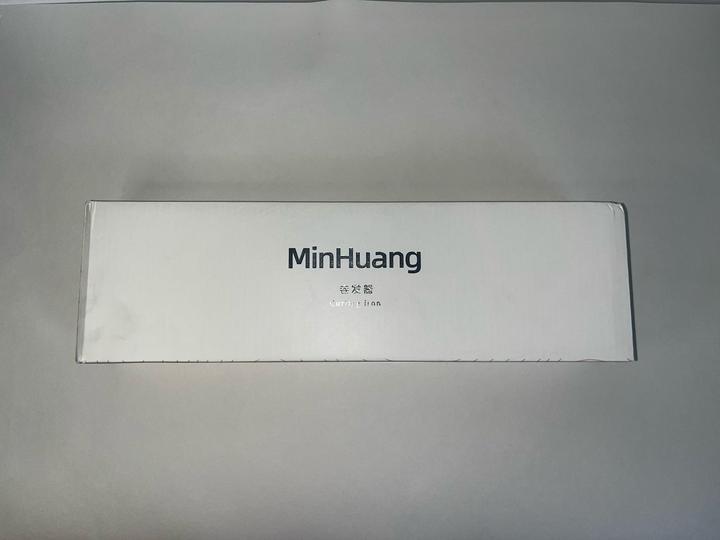 MinHuang
卷发器
Curling iron